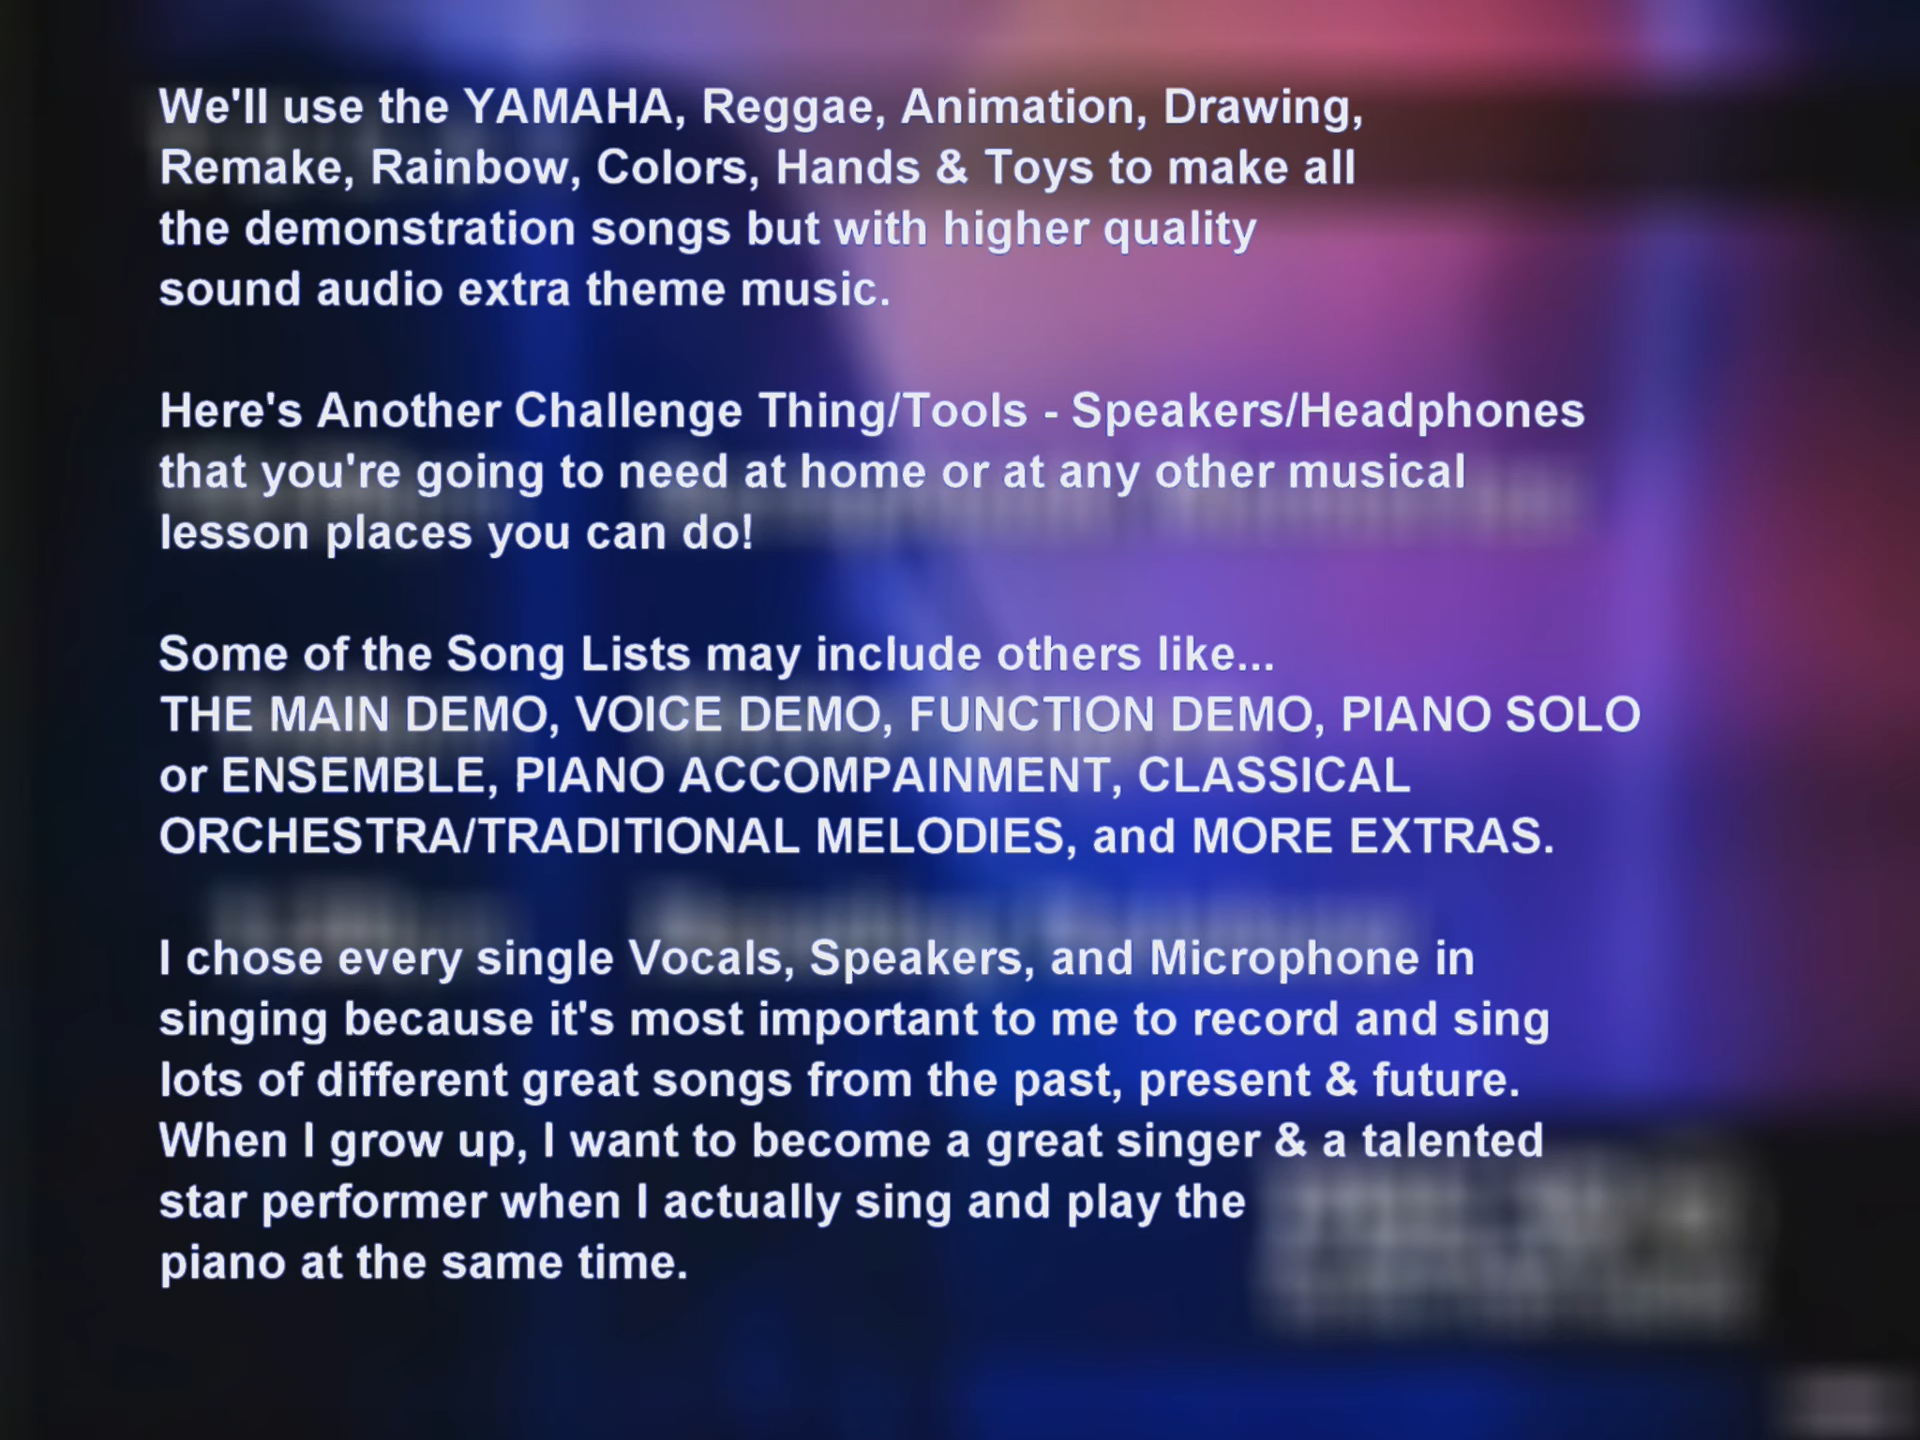 We'll use the YAMAHA, Reggae, Animation, Drawing,
Remake, Rainbow, Colors, Hands & Toys to make all
the demonstration songs but with higher quality
sound audio extra theme music.
Here's Another Challenge Thing/Tools - Speakers/Headphones
that you're going to need at home or at any other musical
lesson places you can do!
Some of the Song Lists may include others like...
THE MAIN DEMO, VOICE DEMO, FUNCTION DEMO, PIANO SOLO
or ENSEMBLE, PIANO ACCOMPAINMENT, CLASSICAL
ORCHESTRA/TRADITIONAL MELODIES, and MORE EXTRAS.
I chose every single Vocals, Speakers, and Microphone in
singing because it's most important to me to record and sing
lots of different great songs from the past, present & future.
When I grow up, I want to become a great singer & a talented
star performer when I actually sing and play the
piano at the same time.